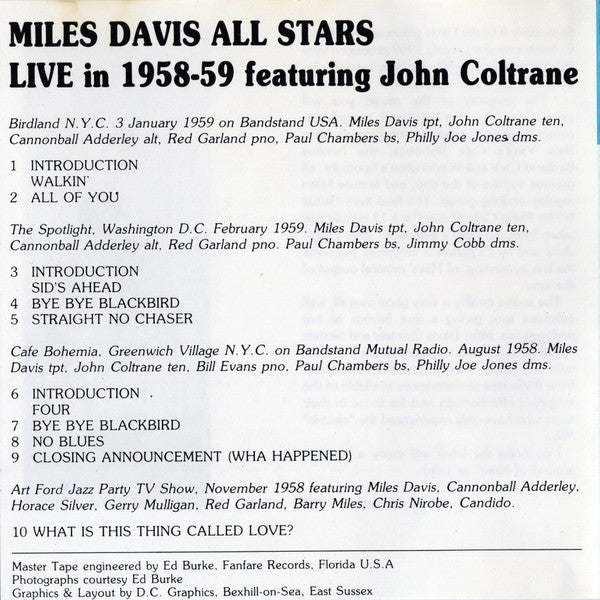 MILES DAVIS ALL STARS
LIVE in 1958-59 featuring John Coltrane
Birdland N.Y.C. 3 January 1959 on Bandstand USA. Miles Davis tpt, John Coltrane ten,
Cannonball Adderley alt, Red Garland pno, Paul Chambers bs, Philly Joe Jones dms.
1 INTRODUCTION
WALKIN'
2 ALL OF YOU
The Spotlight, Washington D.C. February 1959. Miles Davis tpt, John Coltrane ten,
Cannonball Adderley alt, Red Garland pno. Paul Chambers bs, Jimmy Cobb dms.
3 INTRODUCTION
SID'S AHEAD
4 BYE BYE BLACKBIRD
5 STRAIGHT NO CHASER
Cafe Bohemia, Greenwich Village N.Y.C. on Bandstand Mutual Radio. August 1958. Miles
Davis tpt, John Coltrane ten, Bill Evans pno, Paul Chambers bs, Philly Joe Jones dms.
6 INTRODUCTION
FOUR
7 BYE BYE BLACKBIRD
8 NO BLUES
9 CLOSING ANNOUNCEMENT (WHA HAPPENED)
Art Ford Jazz Party TV Show, November 1958 featuring Miles Davis, Cannonball Adderley.
Horace Silver, Gerry Mulligan, Red Garland, Barry Miles, Chris Nirobe, Candido.
10 WHAT IS THIS THING CALLED LOVE?
Master Tape engineered by Ed Burke, Fanfare Records, Florida U.S.A
Photographs courtesy Ed Burke
Graphics & Layout by D.C. Graphics, Bexhill-on-Sea, East Sussex